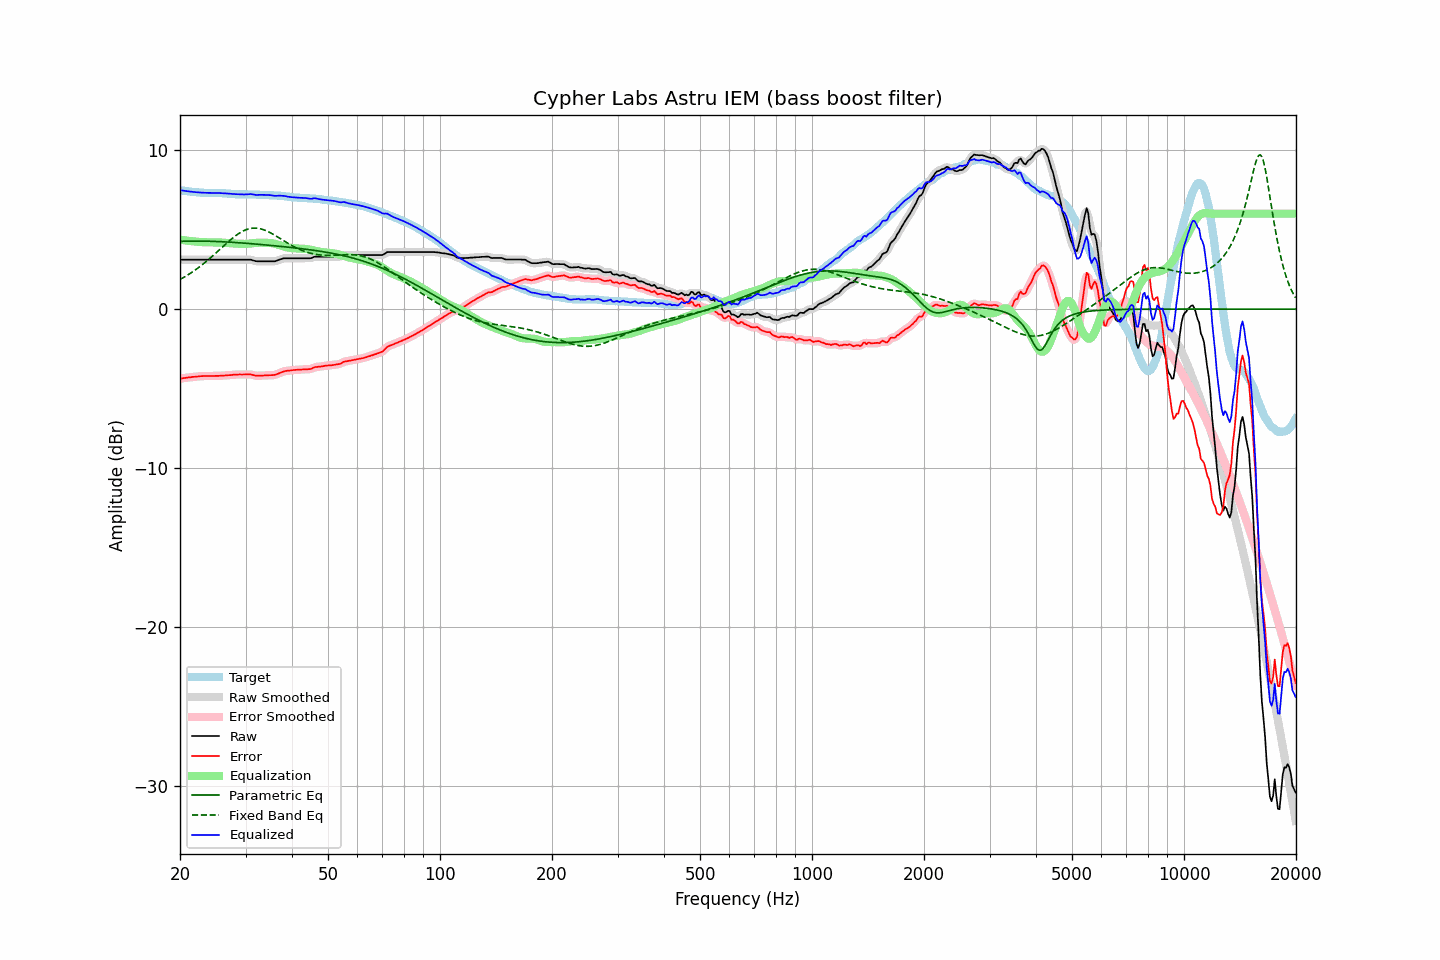 Cypher Labs Astru IEM (bass boost filter)
10
0
−10
−20
−30
Amplitude (dBr)
Target
Raw Smoothed
Error Smoothed
Raw
Error
Equalization
Parametric Eq
Fixed Band Eq
Equalized
20 50 100 200 500 1000 2000 5000 10000 20000
Frequency (Hz)